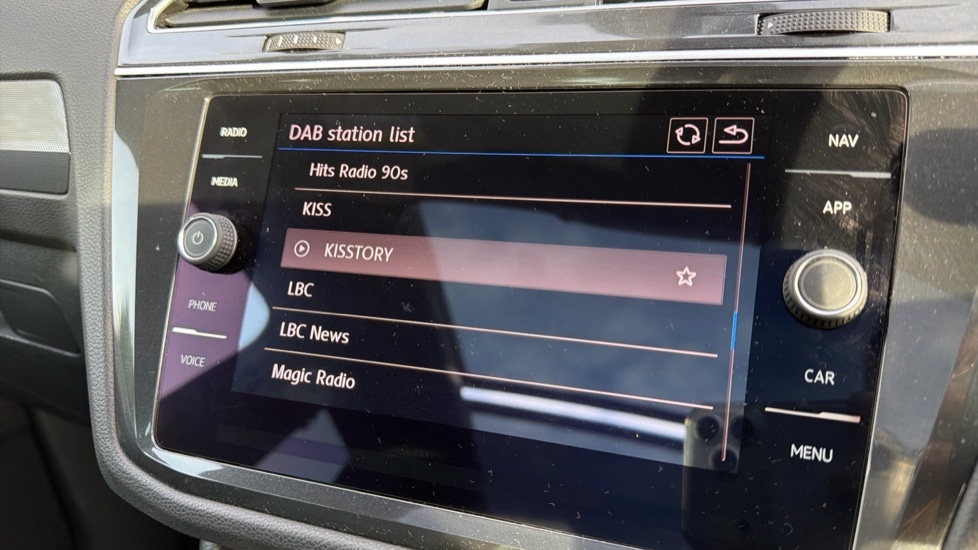 RADIO
MEDIA
PHONE
VOICE
DAB station list
Hits Radio 90s
KISS
KISSTORY
LBC
LBC News
Magic Radio
NAV
APP
CAR
MENU